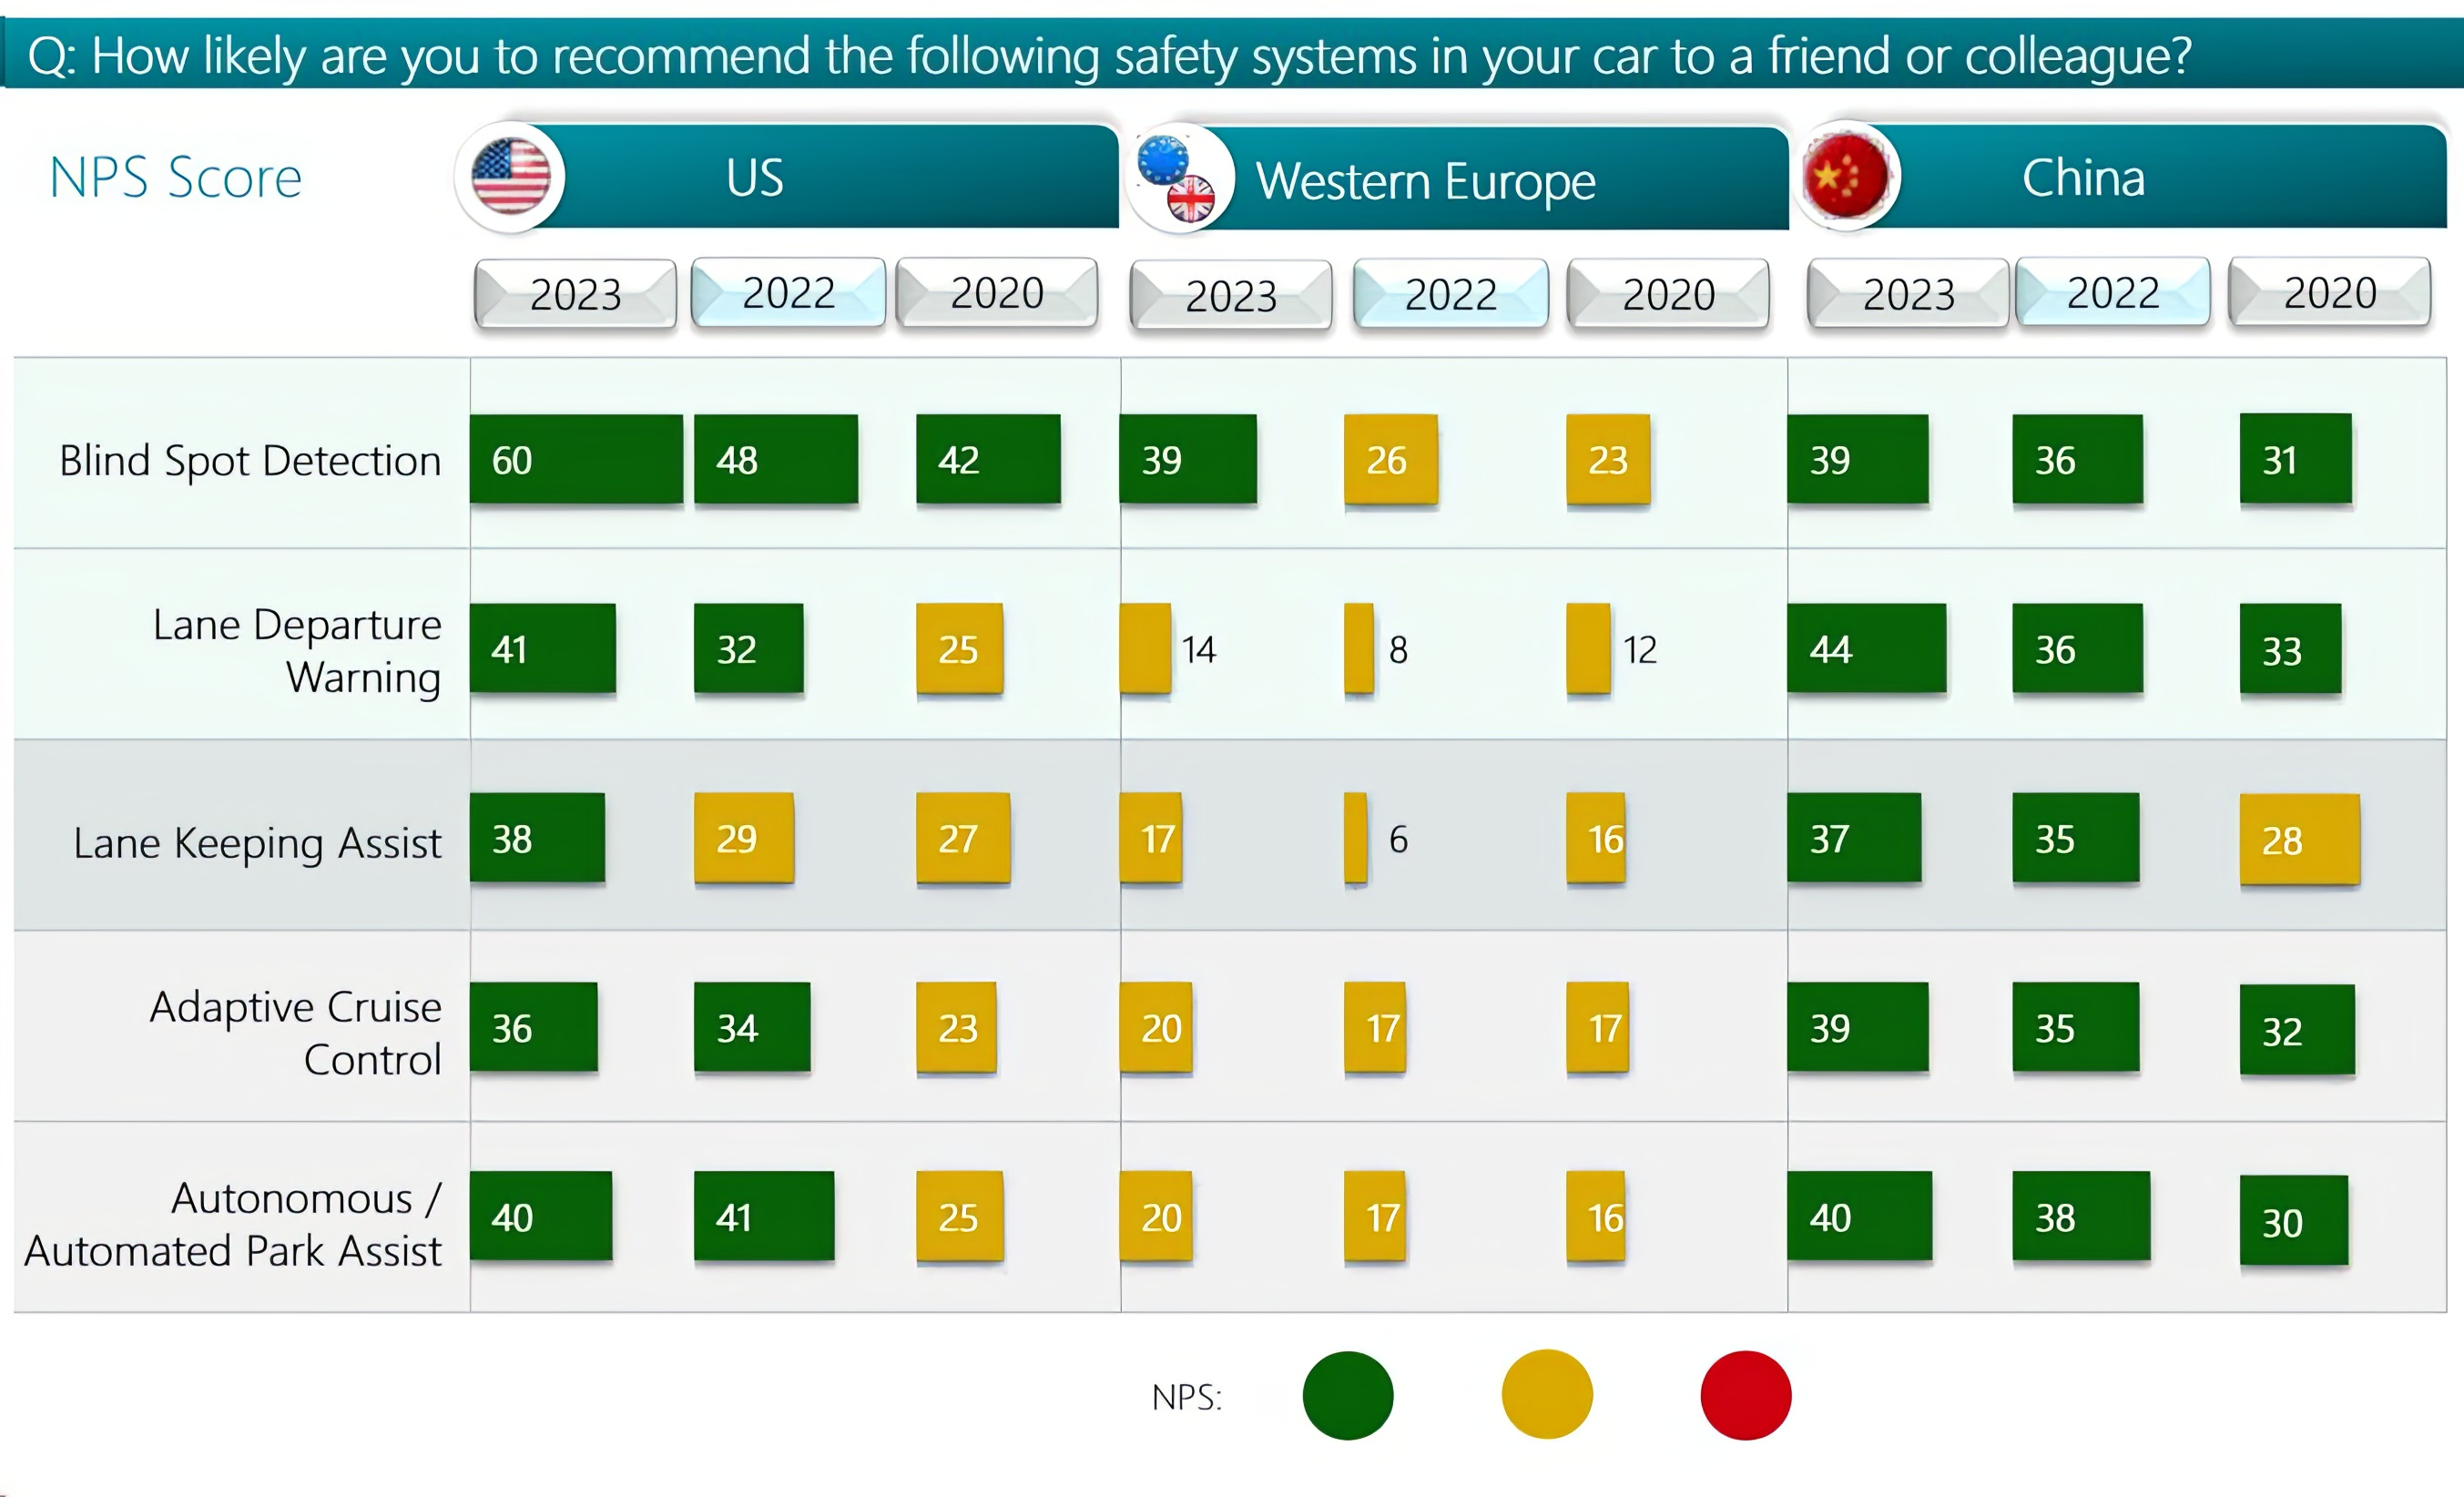 Q: How likely are you to recommend the following safety systems in your car to a friend or colleague?
NPS Score
US
Western Europe
China
2023 2022 2020 2023 2022 2020 2023 2022 2020
Blind Spot Detection 60 48 42 39 26 23 39 36 31
Lane Departure
Warning
41 32 25 14 8 12 44 36 33
Lane Keeping Assist 38 29 27 17 6 16 37 35 28
Adaptive Cruise
Control
36 34 23 20 17 17 39 35 32
Autonomous /
Automated Park Assist
40 41 25 20 17 16 40 38 30
NPS: